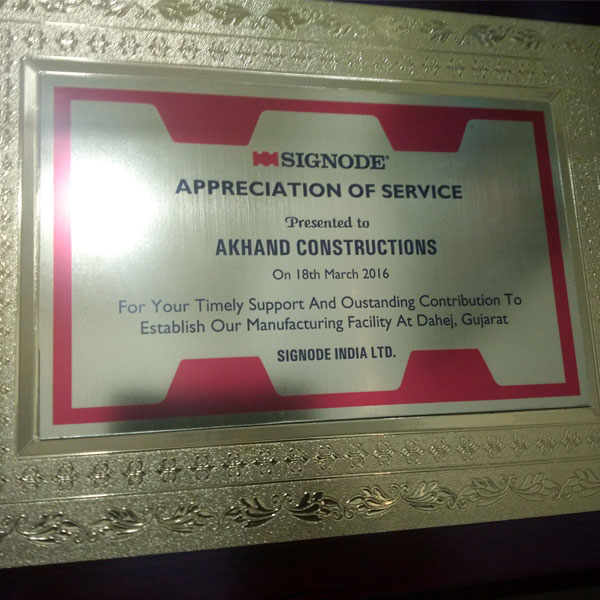 SIGNODE®
APPRECIATION OF SERVICE
Presented to
AKHAND CONSTRUCTIONS
On 18th March 2016
For Your Timely Support And Oustanding Contribution To
Establish Our Manufacturing Facility At Dahej, Gujarat
SIGNODE INDIA LTD.